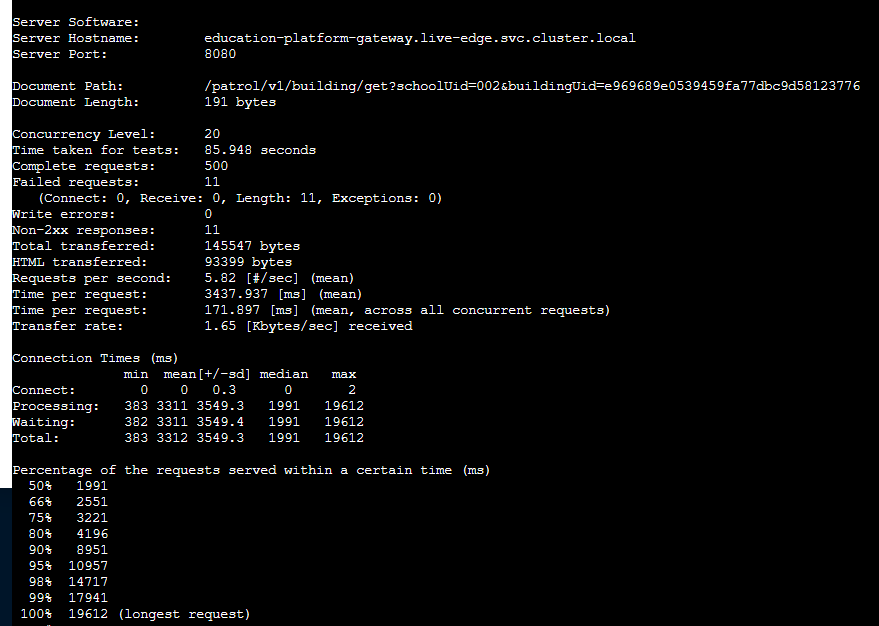 Server Software:
Server Hostname:        education-platform-gateway.live-edge.svc.cluster.local
Server Port:            8080
Document Path:          /patrol/v1/building/get?schoolUid=002&buildingUid=e969689e0539459fa77dbc9d58123776
Document Length:        191 bytes
Concurrency Level:      20
Time taken for tests:   85.948 seconds
Complete requests:      500
Failed requests:        11
   (Connect: 0, Receive: 0, Length: 11, Exceptions: 0)
Write errors:           0
Non-2xx responses:      11
Total transferred:      145547 bytes
HTML transferred:       93399 bytes
Requests per second:    5.82 [#/sec] (mean)
Time per request:       3437.937 [ms] (mean)
Time per request:       171.897 [ms] (mean, across all concurrent requests)
Transfer rate:          1.65 [Kbytes/sec] received
Connection Times (ms)
              min  mean[+/-sd] median   max
Connect:        0    0   0.3      0       2
Processing:   383 3311 3549.3   1991   19612
Waiting:      382 3311 3549.4   1991   19612
Total:        383 3312 3549.3   1991   19612
Percentage of the requests served within a certain time (ms)
  50%   1991
  66%   2551
  75%   3221
  80%   4196
  90%   8951
  95%  10957
  98%  14717
  99%  17941
 100%  19612 (longest request)